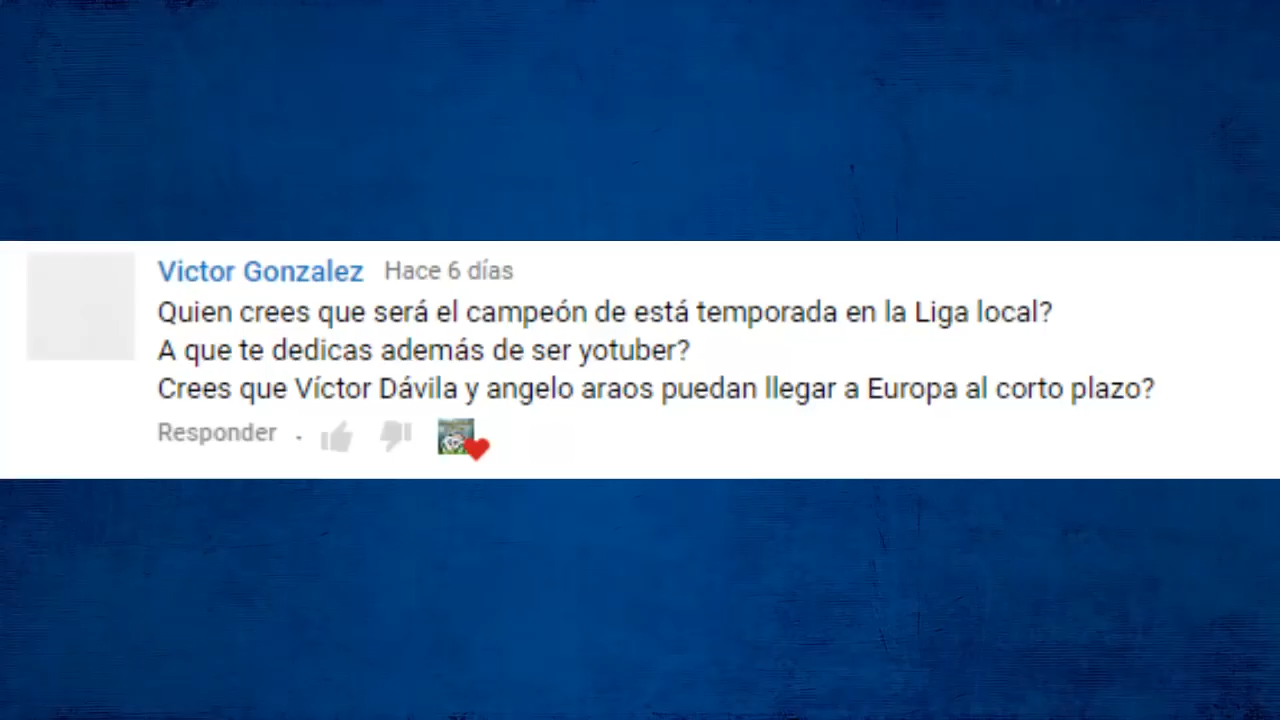 Victor Gonzalez Hace 6 días
Quien crees que será el campeón de está temporada en la Liga local?
A que te dedicas además de ser yotuber?
Crees que Víctor Dávila y angelo araos puedan llegar a Europa al corto plazo?
Responder .